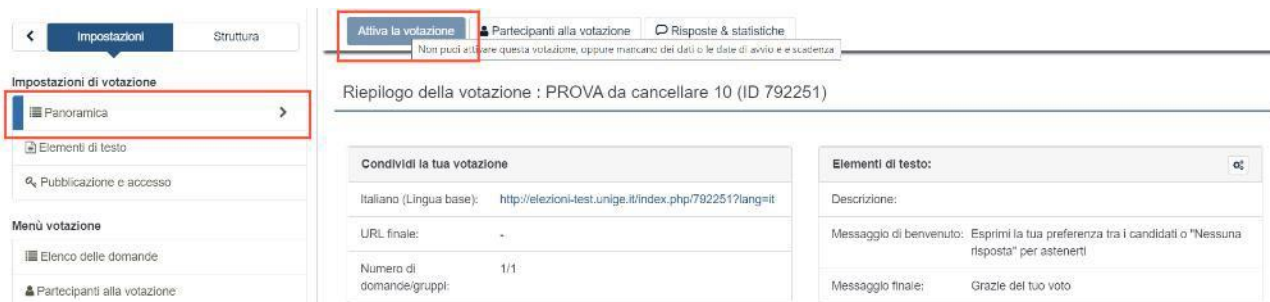 Impostazioni
Struttura
Attiva la votazione
Partecipanti alla votazione
Risposte & statistiche
Non puoi attivare questa votazione, oppure mancano dei dati o le date di avvio e e scadenza
Impostazioni di votazione
Panoramica
Elementi di testo
Pubblicazione e accesso
Menù votazione
Elenco delle domande
Partecipanti alla votazione
Riepilogo della votazione : PROVA da cancellare 10 (ID 792251)
Condividi la tua votazione
Italiano (Lingua base): http://elezioni-test.unige.it/index.php/792251?lang=it
URL finale: -
Numero di 1/1
domande/gruppi:
Elementi di testo:
Descrizione:
Messaggio di benvenuto: Esprimi la tua preferenza tra i candidati o "Nessuna
risposta" per astenerti
Messaggio finale: Grazie del tuo voto